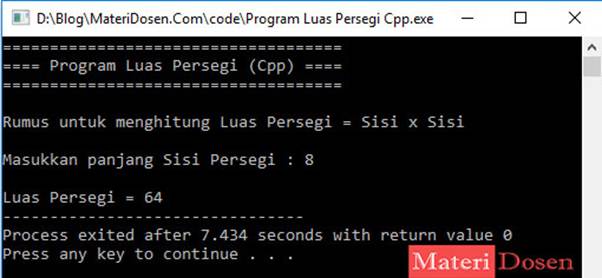 D:\Blog\MateriDosen.Com\code\Program Luas Persegi Cpp.exe
====================================
==== Program Luas Persegi (Cpp) ====
====================================
Rumus untuk menghitung Luas Persegi = Sisi x Sisi
Masukkan panjang Sisi Persegi : 8
Luas Persegi = 64
--------------------------------
Process exited after 7.434 seconds with return value 0
Press any key to continue . . .
Materi Dosen